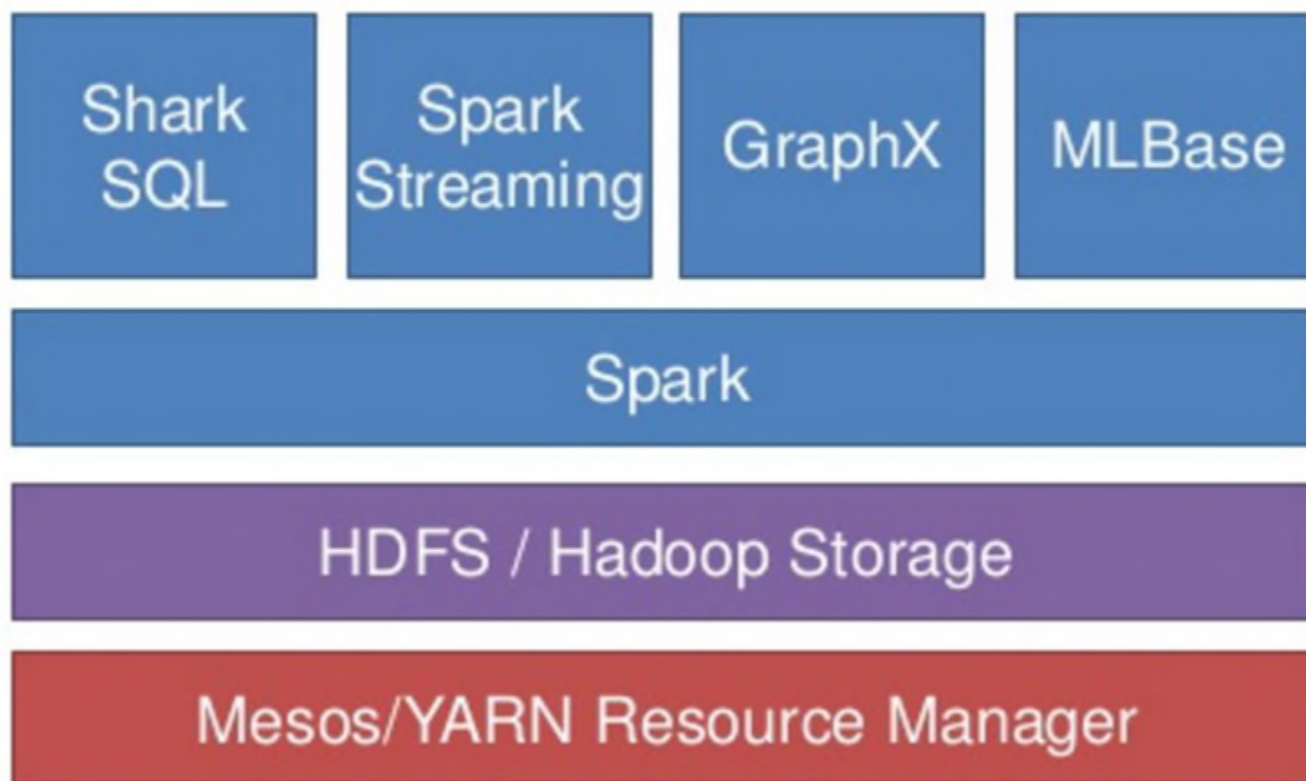 Shark
SQL
Spark
Streaming
GraphX
MLBase
Spark
HDFS / Hadoop Storage
Mesos/YARN Resource Manager